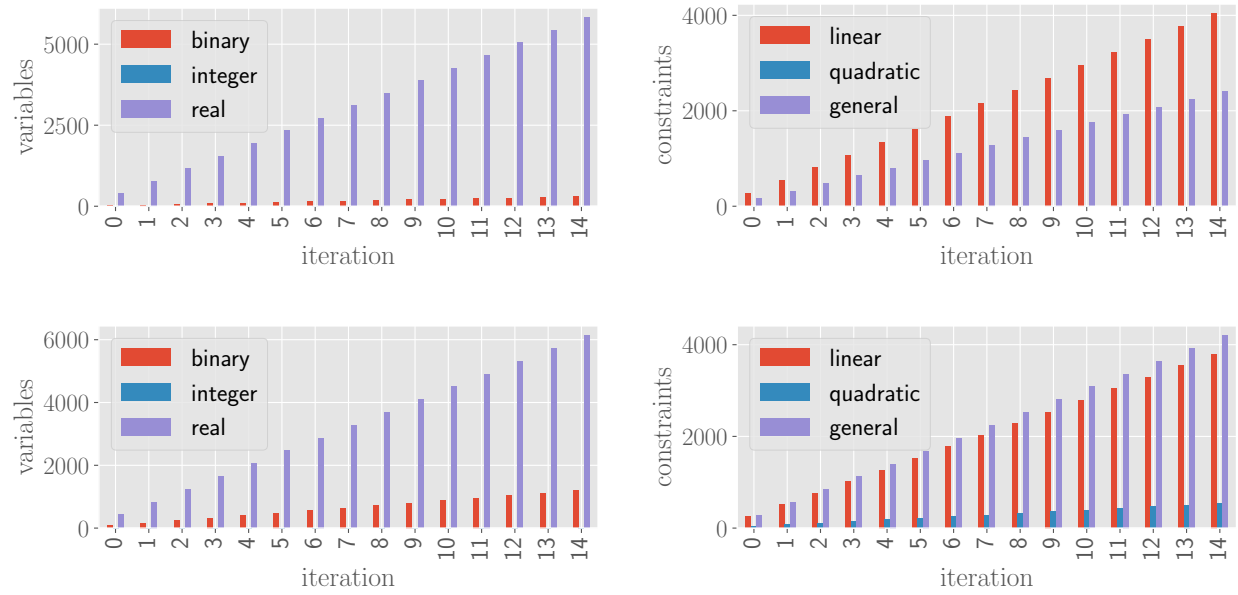 variables
5000
2500
0
binary
integer
real
0 1 2 3 4 5 6 7 8 9 10 11 12 13 14
iteration
constraints
4000
2000
0
linear
quadratic
general
0 1 2 3 4 5 6 7 8 9 10 11 12 13 14
iteration
variables
6000
4000
2000
0
binary
integer
real
0 1 2 3 4 5 6 7 8 9 10 11 12 13 14
iteration
constraints
4000
2000
0
linear
quadratic
general
0 1 2 3 4 5 6 7 8 9 10 11 12 13 14
iteration